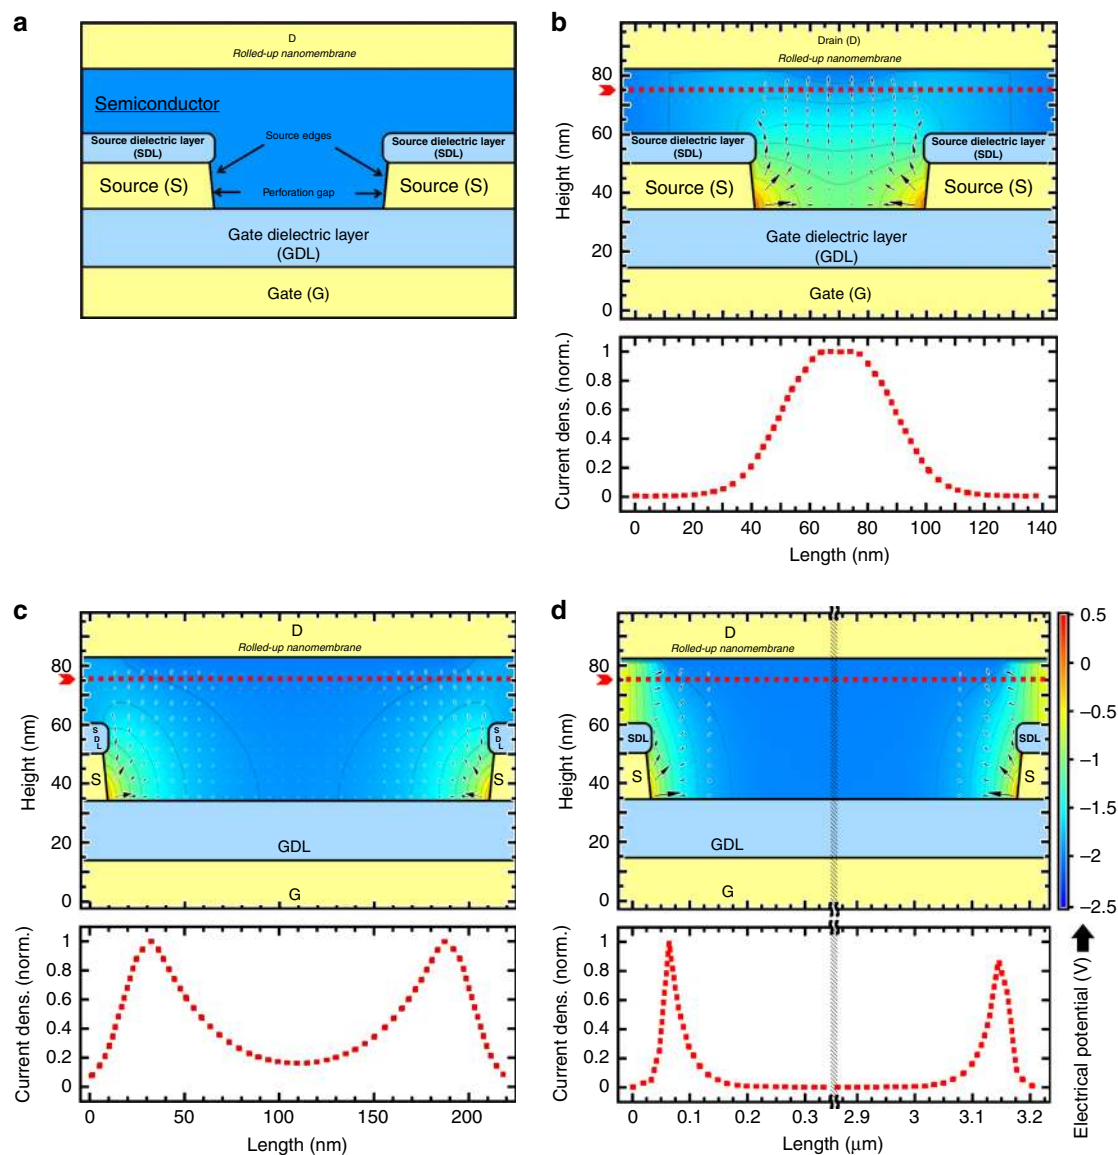 a
D
Rolled-up nanomembrane
Semiconductor
Source dielectric layer
(SDL)
Source edges
Source dielectric layer
(SDL)
Source (S)
Perforation gap
Source (S)
Gate dielectric layer
(GDL)
Gate (G)
b
Drain (D)
Rolled-up nanomembrane
Source dielectric layer
(SDL)
Source dielectric layer
(SDL)
Source (S)
Source (S)
Gate dielectric layer
(GDL)
Gate (G)
Height (nm)
80
60
40
20
0
Current dens. (norm.)
1
0.8
0.6
0.4
0.2
0
0 20 40 60 80 100 120 140
Length (nm)
c
D
Rolled-up nanomembrane
SDL
SDL
S
S
GDL
G
Height (nm)
80
60
40
20
0
Current dens. (norm.)
1
0.8
0.6
0.4
0.2
0
0 50 100 150 200
Length (nm)
d
D
Rolled-up nanomembrane
SDL
SDL
S
S
GDL
G
Height (nm)
80
60
40
20
0
Current dens. (norm.)
1
0.8
0.6
0.4
0.2
0
0 0.1 0.2 0.3 2.9 3 3.1 3.2
Length (μm)
0.5
0
–1
–1.5
–2
–2.5
Electrical potential (V)